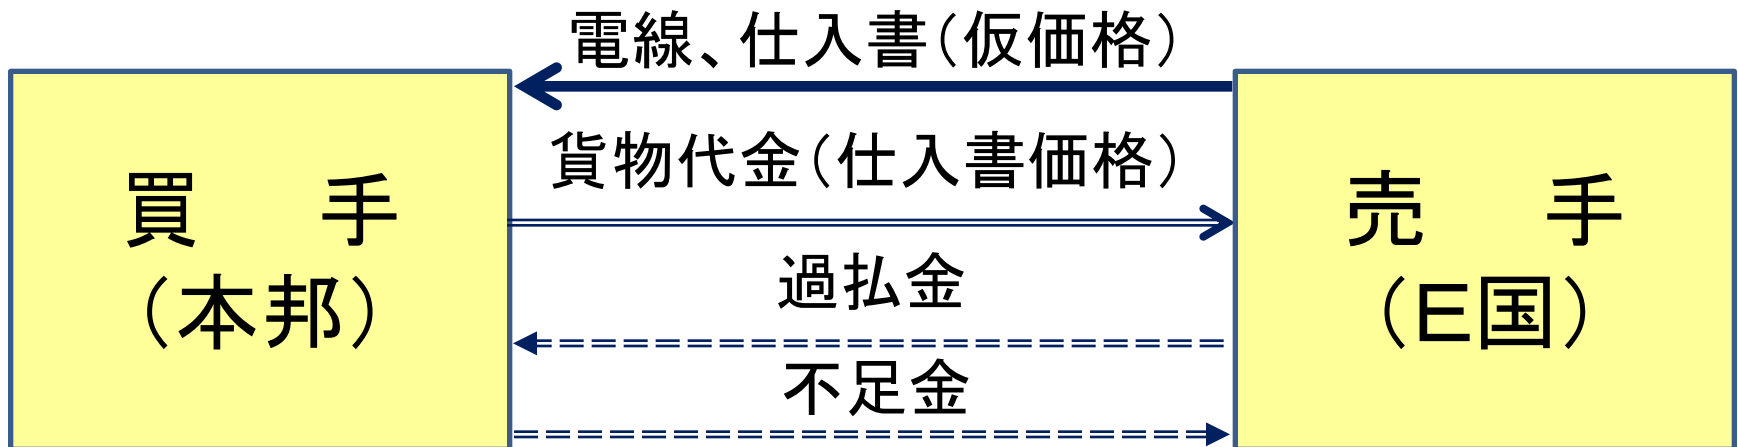 電線、仕入書(仮価格)
貨物代金(仕入書価格)
買 手
(本邦)
売 手
(E国)
過払金
不足金